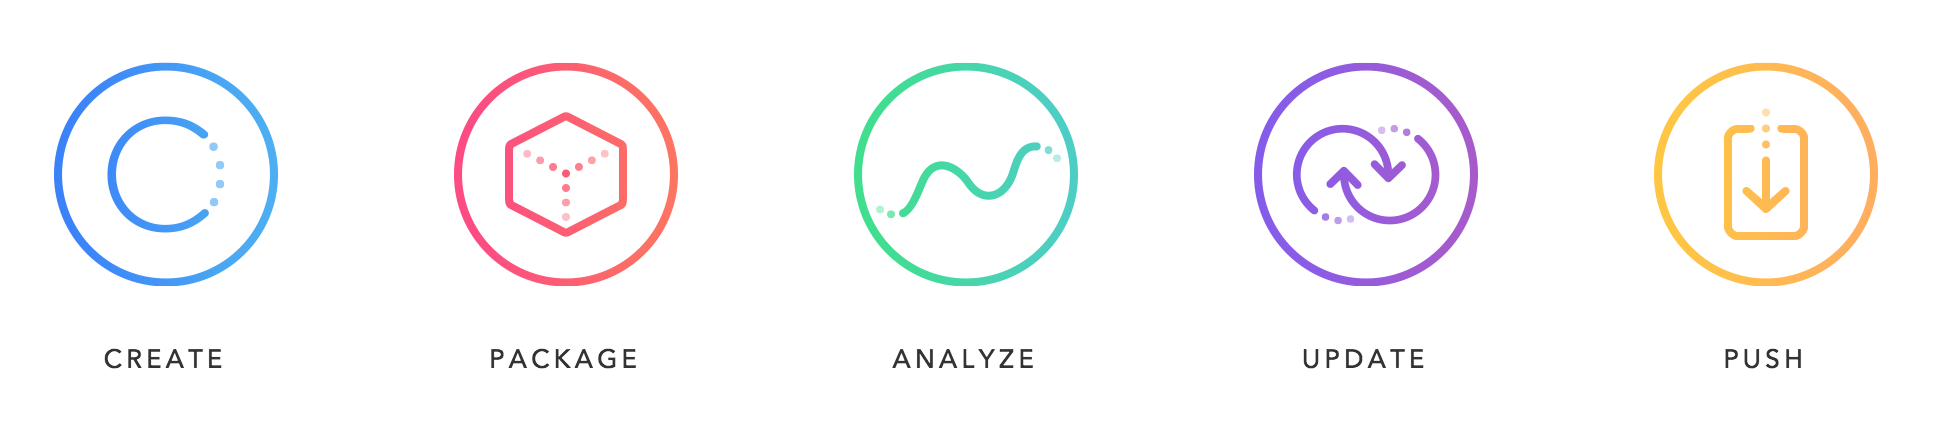 CREATE
PACKAGE
ANALYZE
UPDATE
PUSH